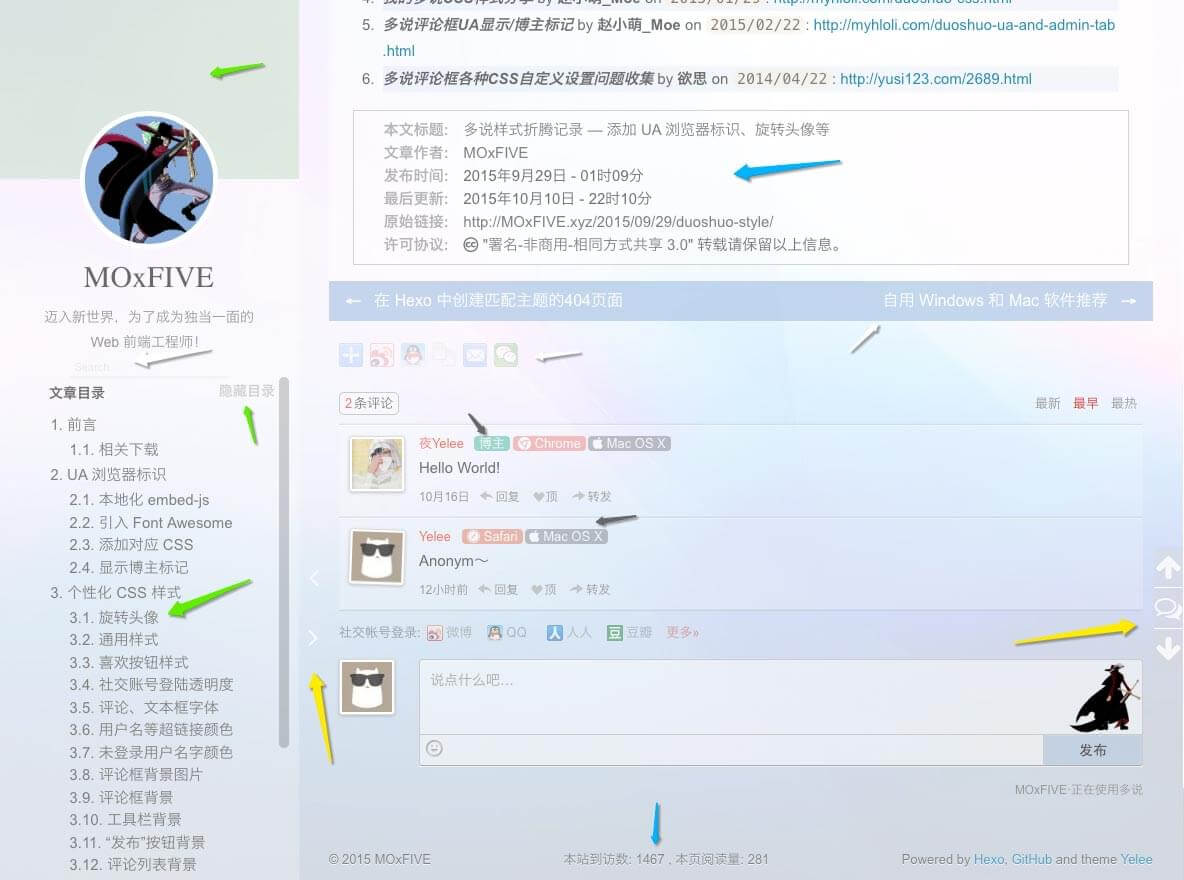 MOxFIVE
迈入新世界，为了成为独当一面的
Web 前端工程师！
Search
文章目录 隐藏目录
1. 前言
1.1. 相关下载
2. UA 浏览器标识
2.1. 本地化 embed-js
2.2. 引入 Font Awesome
2.3. 添加对应 CSS
2.4. 显示博主标记
3. 个性化 CSS 样式
3.1. 旋转头像
3.2. 通用样式
3.3. 喜欢按钮样式
3.4. 社交账号登陆透明度
3.5. 评论、文本框字体
3.6. 用户名等超链接颜色
3.7. 未登录用户名字颜色
3.8. 评论框背景图片
3.9. 评论框背景
3.10. 工具栏背景
3.11. “发布”按钮背景
3.12. 评论列表背景
5. 多说评论框UA显示/博主标记 by 赵小萌_Moe on 2015/02/22 : http://myhloli.com/duoshuo-ua-and-admin-tab
.html
6. 多说评论框各种CSS自定义设置问题收集 by 欲思 on 2014/04/22 : http://yusi123.com/2689.html
本文标题: 多说样式折腾记录 — 添加 UA 浏览器标识、旋转头像等
文章作者: MOxFIVE
发布时间: 2015年9月29日 - 01时09分
最后更新: 2015年10月10日 - 22时10分
原始链接: http://MOxFIVE.xyz/2015/09/29/duoshuo-style/
许可协议: "署名-非商用-相同方式共享 3.0" 转载请保留以上信息。
← 在 Hexo 中创建匹配主题的404页面 自用 Windows 和 Mac 软件推荐 →
2条评论 最新 最早 最热
夜Yelee 博主 Chrome Mac OS X
Hello World!
10月16日 回复 顶 转发
Yelee Safari Mac OS X
Anonym～
12小时前 回复 顶 转发
社交帐号登录: 微博 QQ 人人 豆瓣 更多»
说点什么吧…
发布
MOxFIVE·正在使用多说
© 2015 MOxFIVE 本站到访数: 1467 , 本页阅读量: 281 Powered by Hexo, GitHub and theme Yelee